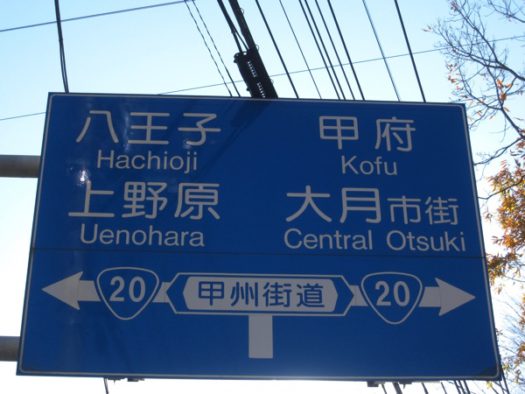 八王子 甲府
Hachioji Kofu
上野原 大月市街
Uenohara Central Otsuki
20 甲州街道 20